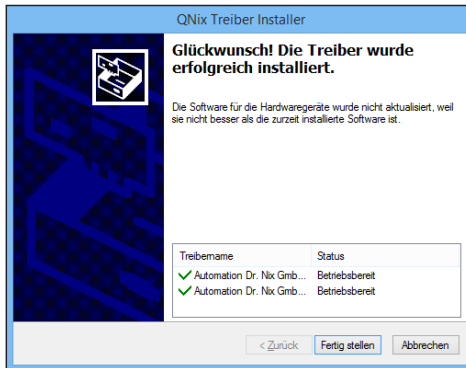 QNix Treiber Installer
Glückwunsch! Die Treiber wurde
erfolgreich installiert.
Die Software für die Hardwaregeräte wurde nicht aktualisiert, weil
sie nicht besser als die zurzeit installierte Software ist.
Treibername Status
Automation Dr. Nix Gmb... Betriebsbereit
Automation Dr. Nix Gmb... Betriebsbereit
< Zurück Fertig stellen Abbrechen